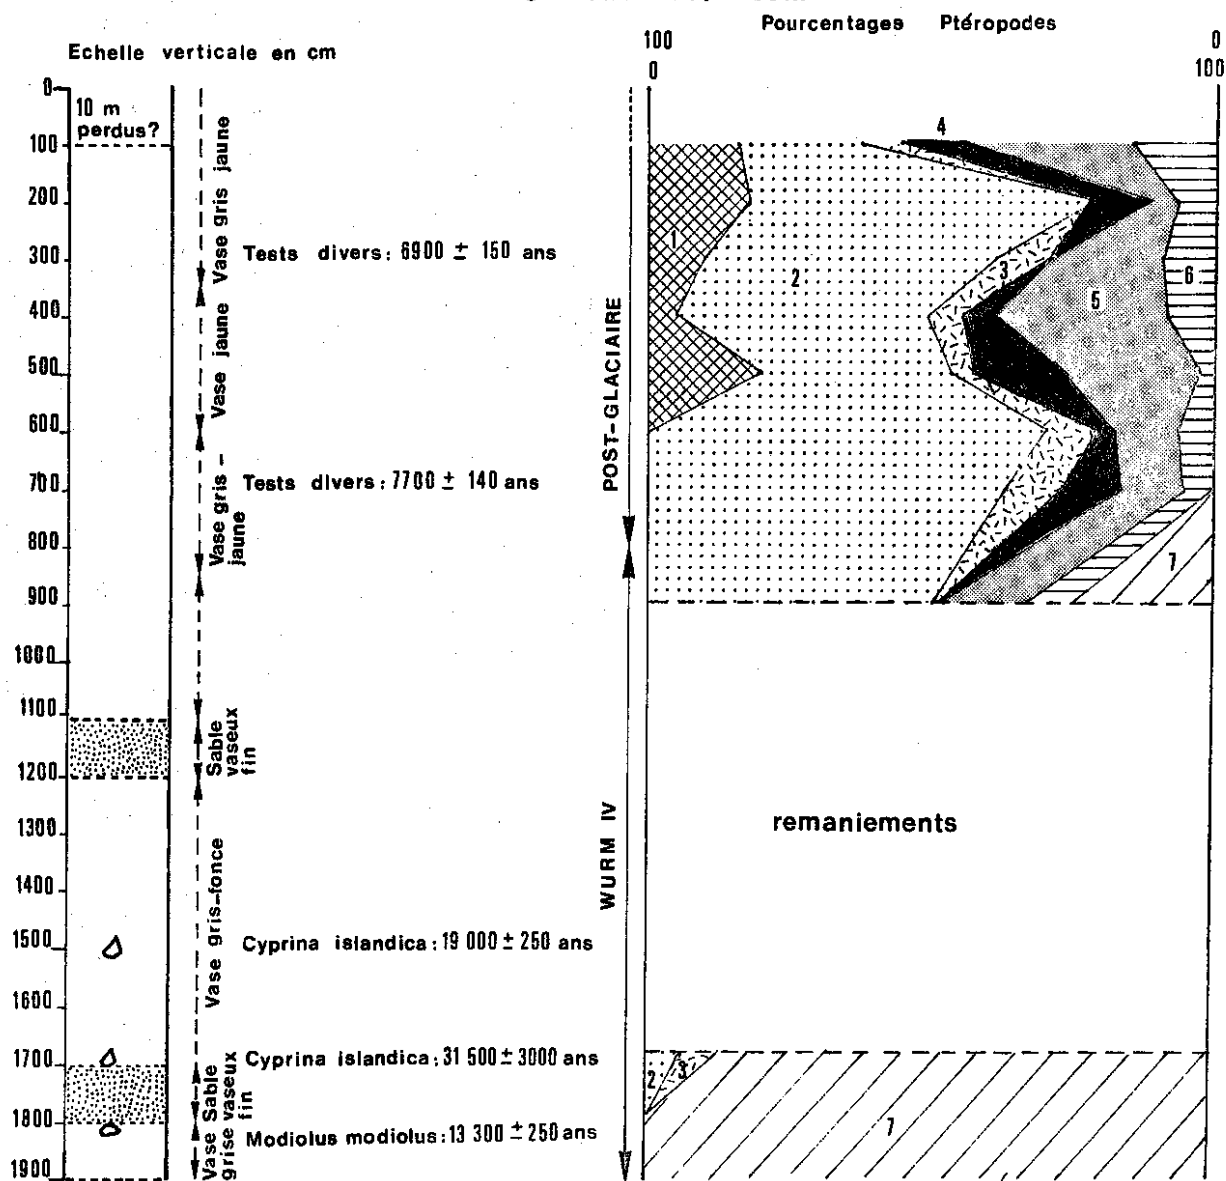 Pourcentages Ptéropodes
100 0
0 100
Echelle verticale en cm
0
100
200
300
400
500
600
700
800
900
1000
1100
1200
1300
1400
1500
1600
1700
1800
1900
10 m
perdus?
Vase gris jaune
Vase jaune
Vase gris-
jaune
Sable
vaseux
fin
Vase gris-fonce
Sable
vaseux
fin
Vase
grise
Tests divers: 6900 ± 150 ans
Tests divers: 7700 ± 140 ans
Cyprina islandica: 19 000 ± 250 ans
Cyprina islandica: 31 500 ± 3000 ans
Modiolus modiolus: 13 300 ± 250 ans
POST-GLACIAIRE
WURM IV
1
2
3
4
5
6
7
remaniements
2
3
7